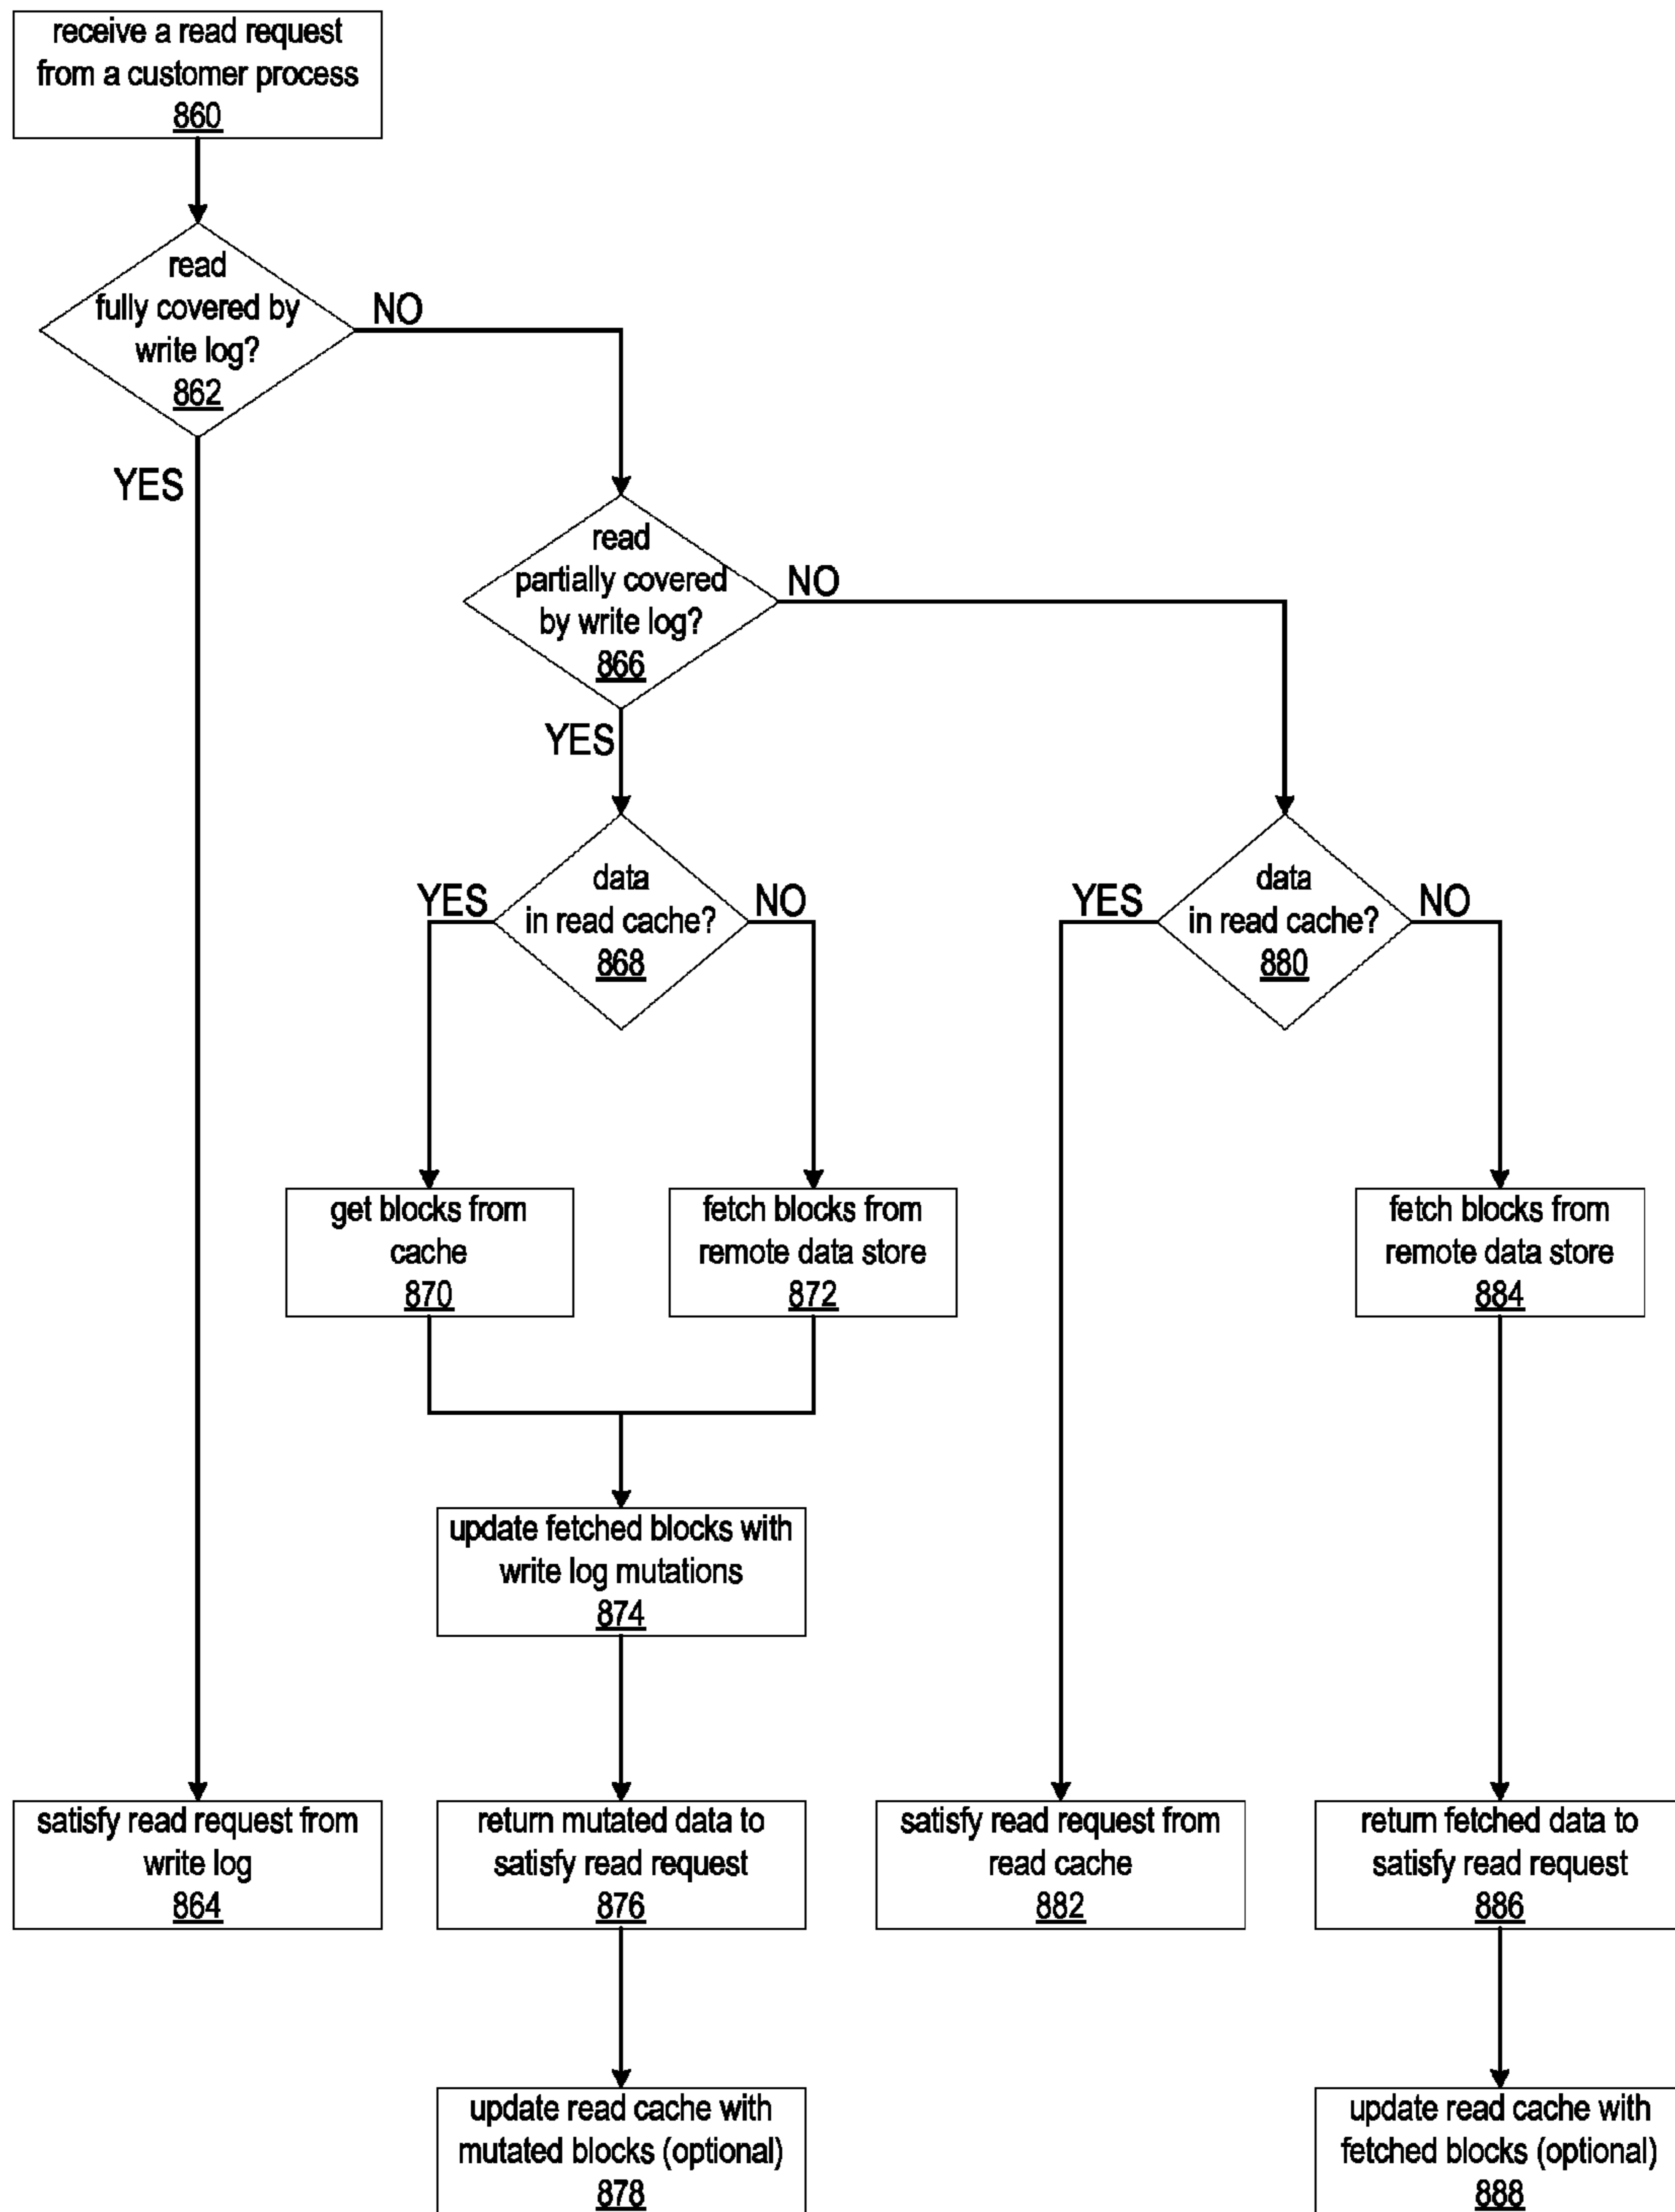 receive a read request
from a customer process
860
read
fully covered by
write log?
862
NO
YES
read
partially covered
by write log?
866
NO
YES
data
in read cache?
868
YES
NO
data
in read cache?
880
YES
NO
get blocks from
cache
870
fetch blocks from
remote data store
872
fetch blocks from
remote data store
884
update fetched blocks with
write log mutations
874
satisfy read request from
write log
864
return mutated data to
satisfy read request
876
satisfy read request from
read cache
882
return fetched data to
satisfy read request
886
update read cache with
mutated blocks (optional)
878
update read cache with
fetched blocks (optional)
888